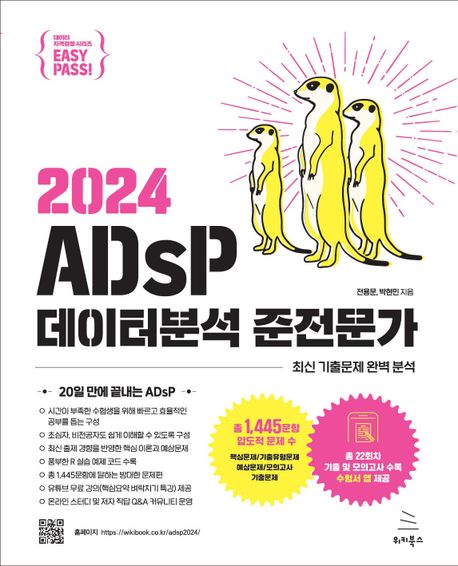 데이터
자격검정 시리즈
EASY
PASS!
2024
ADsP
전용문, 박현민 지음
데이터분석 준전문가
최신 기출문제 완벽 분석
20일 만에 끝내는 ADsP
시간이 부족한 수험생을 위해 빠르고 효율적인
공부를 돕는 구성
초심자, 비전공자도 쉽게 이해할 수 있도록 구성
최신 출제 경향을 반영한 핵심 이론과 예상문제
풍부한 R 실습 예제 코드 수록
총 1,445문항에 달하는 방대한 문제편
유튜브 무료 강의(핵심요약 벼락치기 특강) 제공
온라인 스터디 및 저자 직답 Q&A 커뮤니티 운영
총 1,445문항
압도적 문제 수
핵심문제/기출유형문제
예상문제/모의고사
기출문제
총 22회차
기출 및 모의고사 수록
수험서 앱 제공
홈페이지 https://wikibook.co.kr/adsp2024/
위키북스